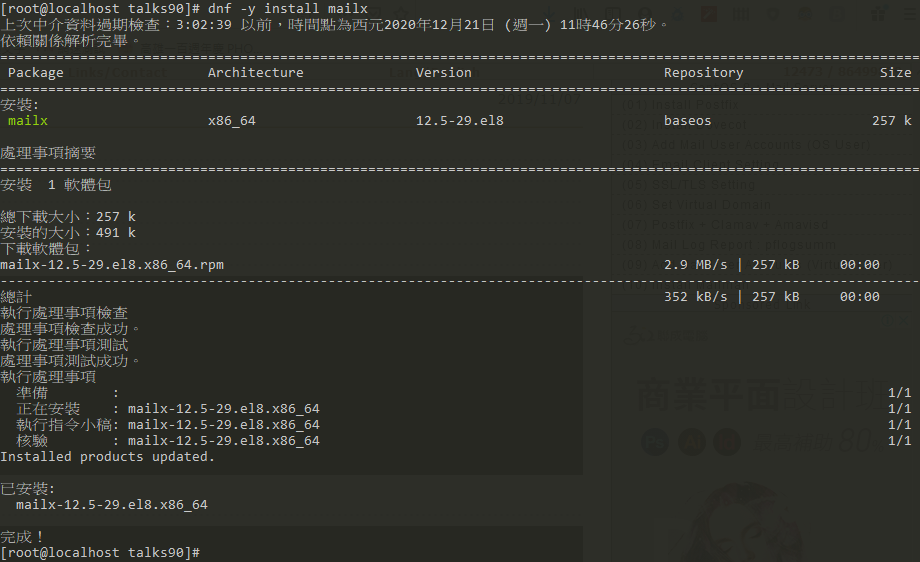 [root@localhost talks90]# dnf -y install mailx
上次中介資料過期檢查：3:02:39 以前，時間點為西元2020年12月21日 (週一) 11時46分26秒。
依賴關係解析完畢。
================================================================================
Package Architecture Version Repository Size
================================================================================
安裝:
mailx x86_64 12.5-29.el8 baseos 257 k
處理事項摘要
================================================================================
安裝 1 軟體包
總下載大小：257 k
安裝的大小：491 k
下載軟體包：
mailx-12.5-29.el8.x86_64.rpm 2.9 MB/s | 257 kB 00:00
--------------------------------------------------------------------------------
總計 352 kB/s | 257 kB 00:00
執行處理事項檢查
處理事項檢查成功。
執行處理事項測試
處理事項測試成功。
執行處理事項
準備 : 1/1
正在安裝 : mailx-12.5-29.el8.x86_64 1/1
執行指令小稿: mailx-12.5-29.el8.x86_64 1/1
核驗 : mailx-12.5-29.el8.x86_64 1/1
Installed products updated.
已安裝:
mailx-12.5-29.el8.x86_64
完成！
[root@localhost talks90]#